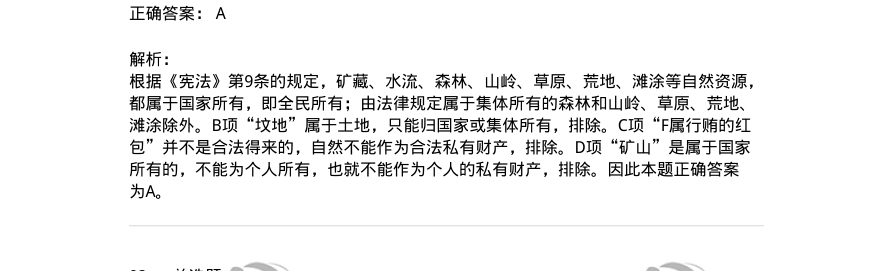 正确答案： A
解析：
根据《宪法》第9条的规定，矿藏、水流、森林、山岭、草原、荒地、滩涂等自然资源，
都属于国家所有，即全民所有；由法律规定属于集体所有的森林和山岭、草原、荒地、
滩涂除外。B项“坟地”属于土地，只能归国家或集体所有，排除。C项“F属行贿的红
包”并不是合法得来的，自然不能作为合法私有财产，排除。D项“矿山”是属于国家
所有的，不能为个人所有，也就不能作为个人的私有财产，排除。因此本题正确答案
为A。